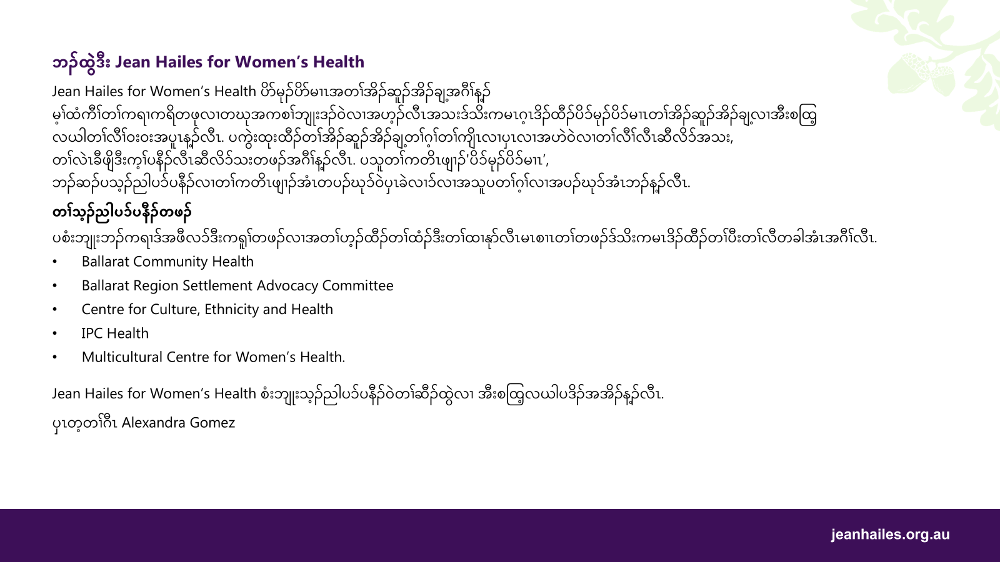 ဘၣ်ထွဲဒီး Jean Hailes for Women’s Health
Jean Hailes for Women’s Health ပိာ်မုၣ်ပိာ်မၢၤအတၢ်အိၣ်ဆူၣ်အိၣ်ချ့အဂီၢ်န့ၣ်
မ့ၢ်ထံကီၢ်တၢ်ကရၢကရိတဖုလၢတဃုအကစၢ်ဘျုးဒၣ်ဝဲလၢအဟ့ၣ်လီၤအသးဒ်သိးကမၤဂ့ၤဒိၣ်ထီၣ်ပိာ်မုၣ်ပိာ်မၢၤတၢ်အိၣ်ဆူၣ်အိၣ်ချ့လၢအီးစထြ့
လယါတၢ်လီၢ်ဝးဝးအပူၤန့ၣ်လီၤ. ပကွဲးထုးထီၣ်တၢ်အိၣ်ဆူၣ်အိၣ်ချ့တၢ်ဂ့ၢ်တၢ်ကျိၤလၢပှၤလၢအဟဲဝဲလၢတၢ်လီၢ်လီၤဆီလိာ်အသး,
တၢ်လဲၤခီဖျိဒီးက့ၢ်ပနီၣ်လီၤဆီလိာ်သးတဖၣ်အဂီၢ်န့ၣ်လီၤ. ပသူတၢ်ကတိၤဖျၢၣ်'ပိာ်မုၣ်ပိာ်မၢၤ’,
ဘၣ်ဆၣ်ပသ့ၣ်ညါပာ်ပနီၣ်လၢတၢ်ကတိၤဖျၢၣ်အံၤတပၣ်ဃုာ်ဝဲပှၤခဲလၢာ်လၢအသူပတၢ်ဂ့ၢ်လၢအပၣ်ဃုာ်အံၤဘၣ်န့ၣ်လီၤ.
တၢ်သ့ၣ်ညါပာ်ပနီၣ်တဖၣ်
ပစံးဘျုးဘၣ်ကရၢဒ်အဖီလာ်ဒီးကရူၢ်တဖၣ်လၢအတၢ်ဟ့ၣ်ထီၣ်တၢ်ထံၣ်ဒီးတၢ်ထၢနုာ်လီၤမၤစၢၤတၢ်တဖၣ်ဒ်သိးကမၤဒိၣ်ထီၣ်တၢ်ပီးတၢ်လီတခါအံၤအဂီၢ်လီၤ.
• Ballarat Community Health
• Ballarat Region Settlement Advocacy Committee
• Centre for Culture, Ethnicity and Health
• IPC Health
• Multicultural Centre for Women’s Health.
Jean Hailes for Women’s Health စံးဘျုးသ့ၣ်ညါပာ်ပနီၣ်ဝဲတၢ်ဆီၣ်ထွဲလၢ အီးစထြ့လယါပဒိၣ်အအိၣ်န့ၣ်လီၤ.
ပှၤတ့တၢ်ဂီၤ Alexandra Gomez
jeanhailes.org.au